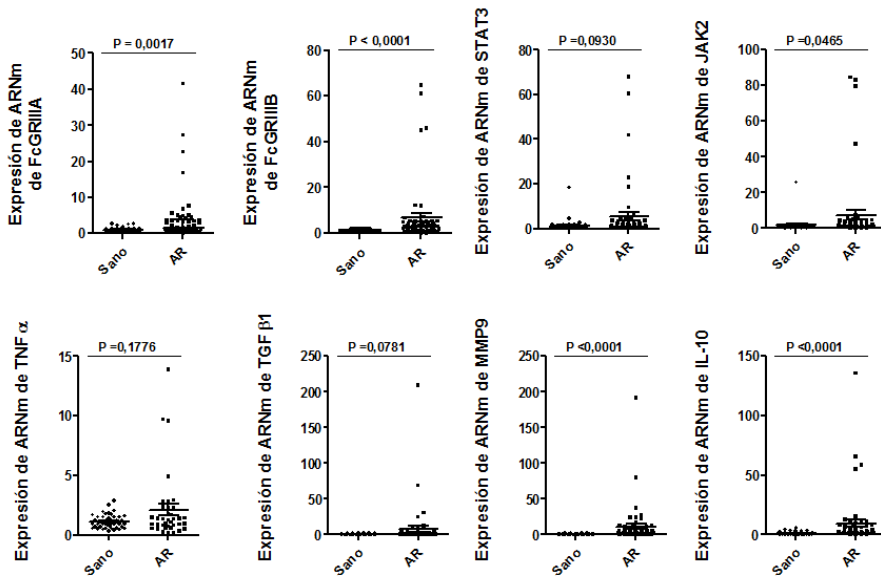 P = 0,0017
Expresión de ARNm
de FcGRIIIA
50
40
30
20
10
0
Sano
AR
P < 0,0001
Expresión de ARNm
de FcGRIIIB
80
60
40
20
0
Sano
AR
P =0,0930
Expresión de ARNm de STAT3
80
60
40
20
0
Sano
AR
P =0,0465
Expresión de ARNm de JAK2
100
80
60
40
20
0
Sano
AR
P =0,1776
Expresión de ARNm de TNF α
15
10
5
0
Sano
AR
P =0,0781
Expresión de ARNm de TGF β1
250
200
150
100
50
0
Sano
AR
P <0,0001
Expresión de ARNm de MMP9
250
200
150
100
50
0
Sano
AR
P <0,0001
Expresión de ARNm de IL-10
150
100
50
0
Sano
AR